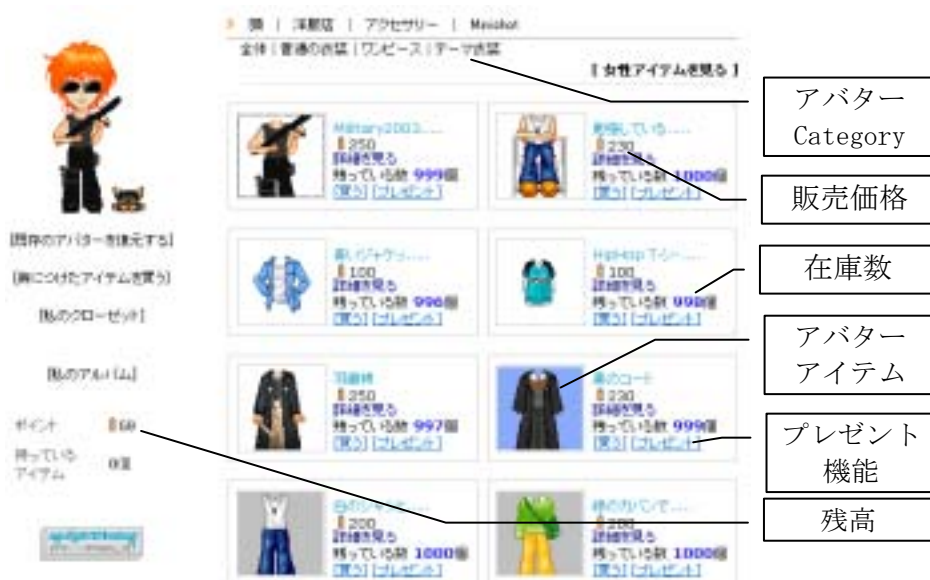 頭 | 洋服店 | アクセサリー | Minishot
全体 | 普通の衣装 | ワンピース | テーマ衣装
[ 女性アイテムを見る ]
Military2003.....
250
詳細を見る
残っている数 999個
[買う] [プレゼント]
230
詳細を見る
残っている数 1000個
[買う] [プレゼント]
100
詳細を見る
残っている数 996個
[買う] [プレゼント]
HipHop Tシ-.....
100
詳細を見る
残っている数 998個
[買う] [プレゼント]
250
詳細を見る
残っている数 997個
[買う] [プレゼント]
黒のコート
230
詳細を見る
残っている数 999個
[買う] [プレゼント]
200
詳細を見る
残っている数 1000個
[買う] [プレゼント]
200
詳細を見る
残っている数 1000個
[買う] [プレゼント]
[既存のアバターを復元する]
[身につけたアイテムを買う]
[私のクローゼット]
[私のアルバム]
ポイント
持っている
アイテム
0個
アバター
Category
販売価格
在庫数
アバター
アイテム
プレゼント
機能
残高